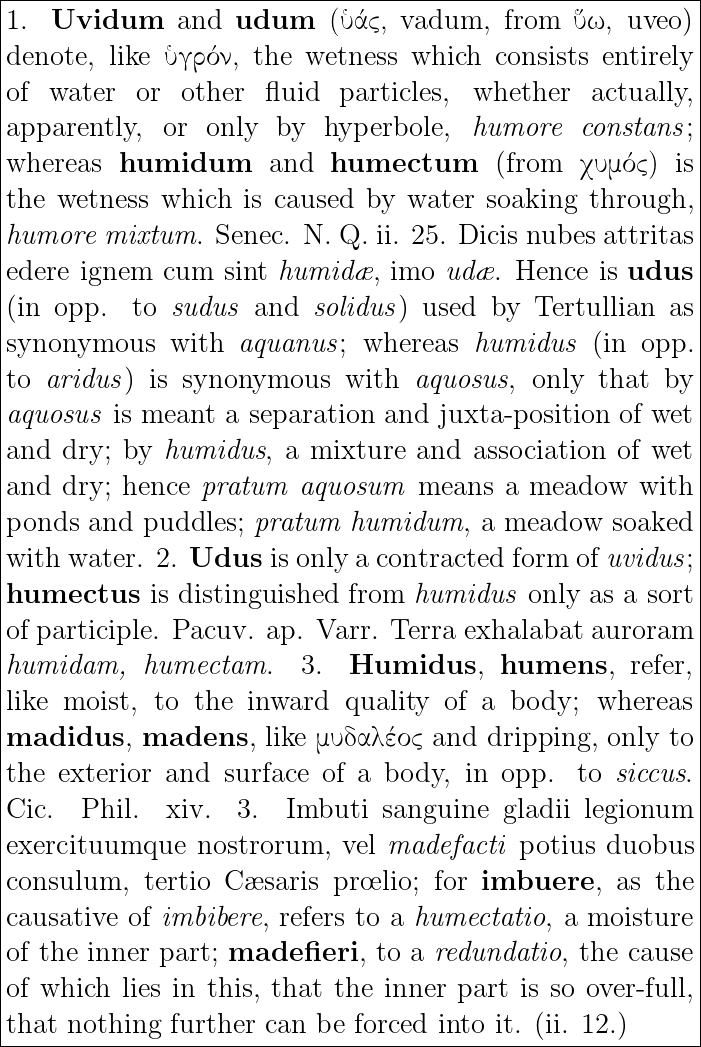 1. Uvidum and udum (ὑάς, vadum, from ὕω, uveo)
denote, like ὑγρόν, the wetness which consists entirely
of water or other fluid particles, whether actually,
apparently, or only by hyperbole, humore constans;
whereas humidum and humectum (from χυμός) is
the wetness which is caused by water soaking through,
humore mixtum. Senec. N. Q. ii. 25. Dicis nubes attritas
edere ignem cum sint humidæ, imo udæ. Hence is udus
(in opp. to sudus and solidus) used by Tertullian as
synonymous with aquanus; whereas humidus (in opp.
to aridus) is synonymous with aquosus, only that by
aquosus is meant a separation and juxta-position of wet
and dry; by humidus, a mixture and association of wet
and dry; hence pratum aquosum means a meadow with
ponds and puddles; pratum humidum, a meadow soaked
with water. 2. Udus is only a contracted form of uvidus;
humectus is distinguished from humidus only as a sort
of participle. Pacuv. ap. Varr. Terra exhalabat auroram
humidam, humectam. 3. Humidus, humens, refer,
like moist, to the inward quality of a body; whereas
madidus, madens, like μυδαλέος and dripping, only to
the exterior and surface of a body, in opp. to siccus.
Cic. Phil. xiv. 3. Imbuti sanguine gladii legionum
exercituumque nostrorum, vel madefacti potius duobus
consulum, tertio Cæsaris prœlio; for imbuere, as the
causative of imbibere, refers to a humectatio, a moisture
of the inner part; madefieri, to a redundatio, the cause
of which lies in this, that the inner part is so over-full,
that nothing further can be forced into it. (ii. 12.)